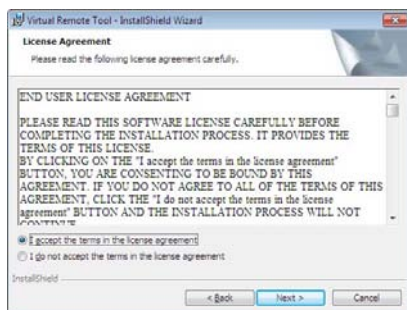 Virtual Remote Tool - InstallShield Wizard
License Agreement
Please read the following license agreement carefully.
END USER LICENSE AGREEMENT
PLEASE READ THIS SOFTWARE LICENSE CAREFULLY BEFORE
COMPLETING THE INSTALLATION PROCESS. IT PROVIDES THE
TERMS OF THIS LICENSE.
BY CLICKING ON THE "I accept the terms in the license agreement"
BUTTON, YOU ARE CONSENTING TO BE BOUND BY THIS
AGREEMENT. IF YOU DO NOT AGREE TO ALL OF THE TERMS OF THIS
AGREEMENT, CLICK THE "I do not accept the terms in the license
agreement" BUTTON AND THE INSTALLATION PROCESS WILL NOT
CONTINUE.
I accept the terms in the license agreement
I do not accept the terms in the license agreement
InstallShield
< Back
Next >
Cancel